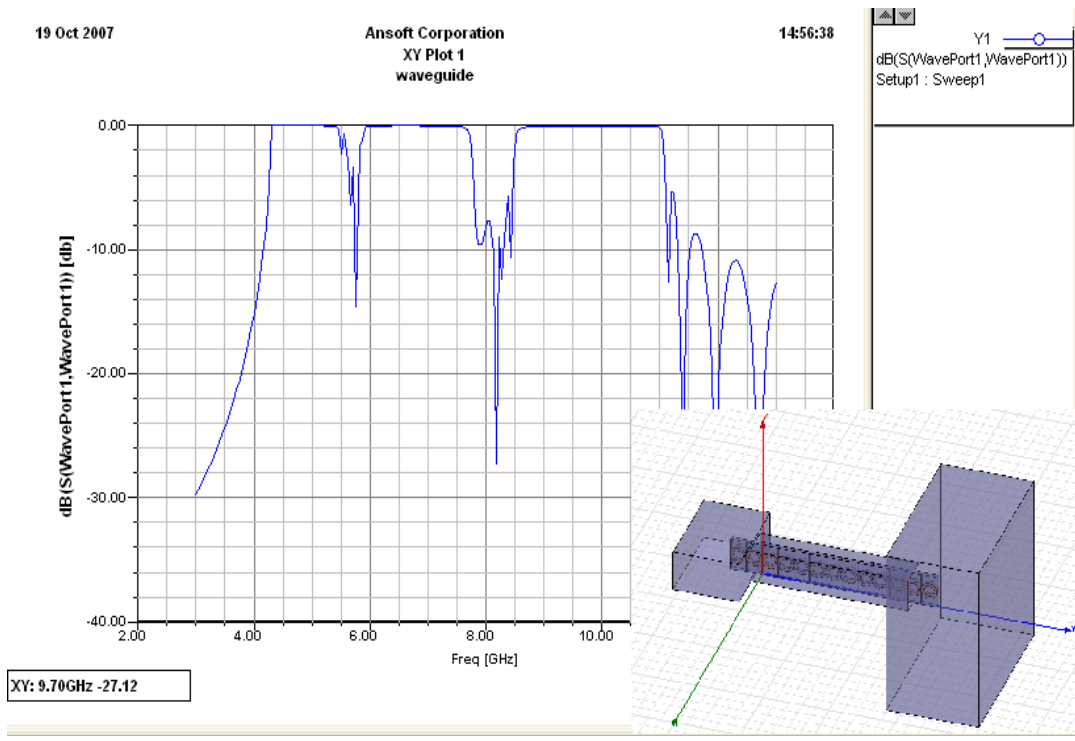 19 Oct 2007
Ansoft Corporation
14:56:38
XY Plot 1
waveguide
Y1
dB(S(WavePort1,WavePort1))
Setup1 : Sweep1
0.00
-10.00
-20.00
-30.00
-40.00
dB(S(WavePort1,WavePort1)) [db]
2.00
4.00
6.00
8.00
10.00
Freq [GHz]
XY: 9.70GHz -27.12